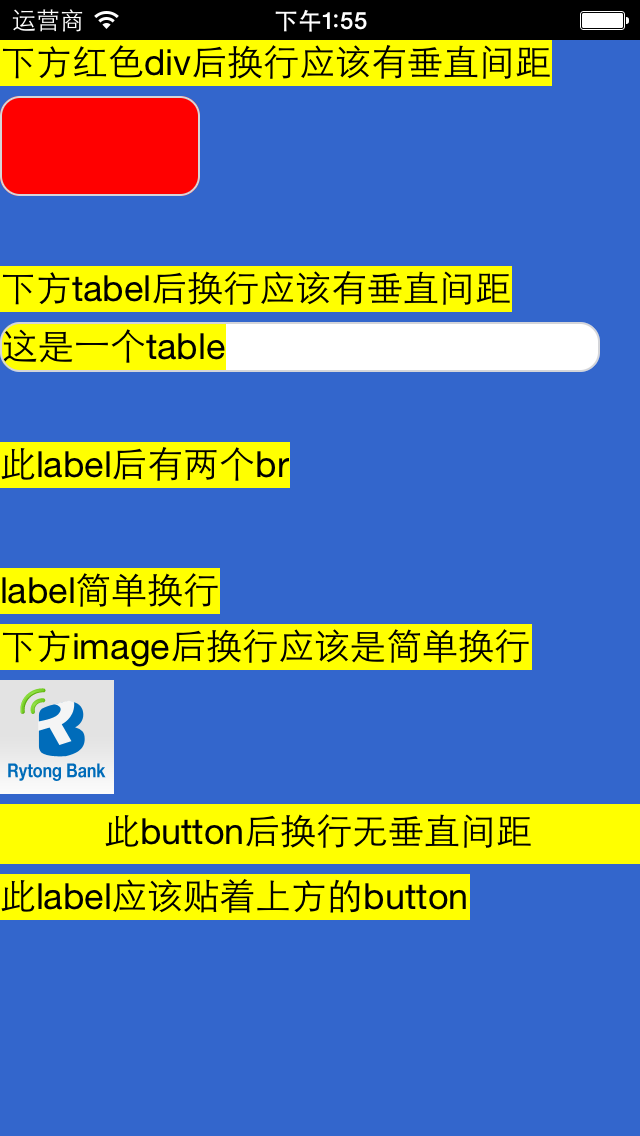 运营商 下午1:55
下方红色div后换行应该有垂直间距
下方tabel后换行应该有垂直间距
这是一个table
此label后有两个br
label简单换行
下方image后换行应该是简单换行
Rytong Bank
此button后换行无垂直间距
此label应该贴着上方的button